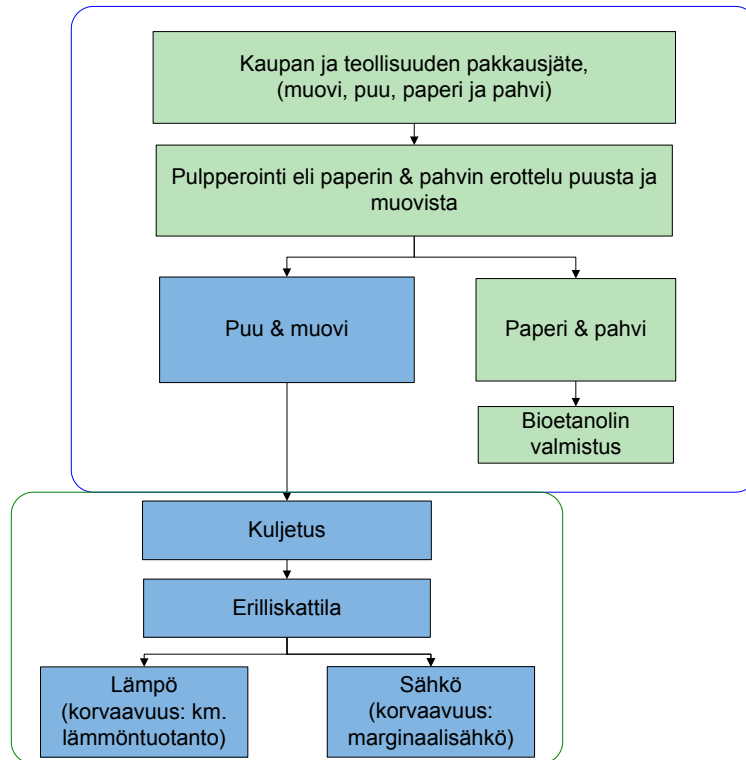 Kaupan ja teollisuuden pakkausjäte,
(muovi, puu, paperi ja pahvi)
Pulpperointi eli paperin & pahvin erottelu puusta ja
muovista
Puu & muovi
Paperi & pahvi
Bioetanolin
valmistus
Kuljetus
Erilliskattila
Lämpö
(korvaavuus: km.
lämmöntuotanto)
Sähkö
(korvaavuus:
marginaalisähkö)